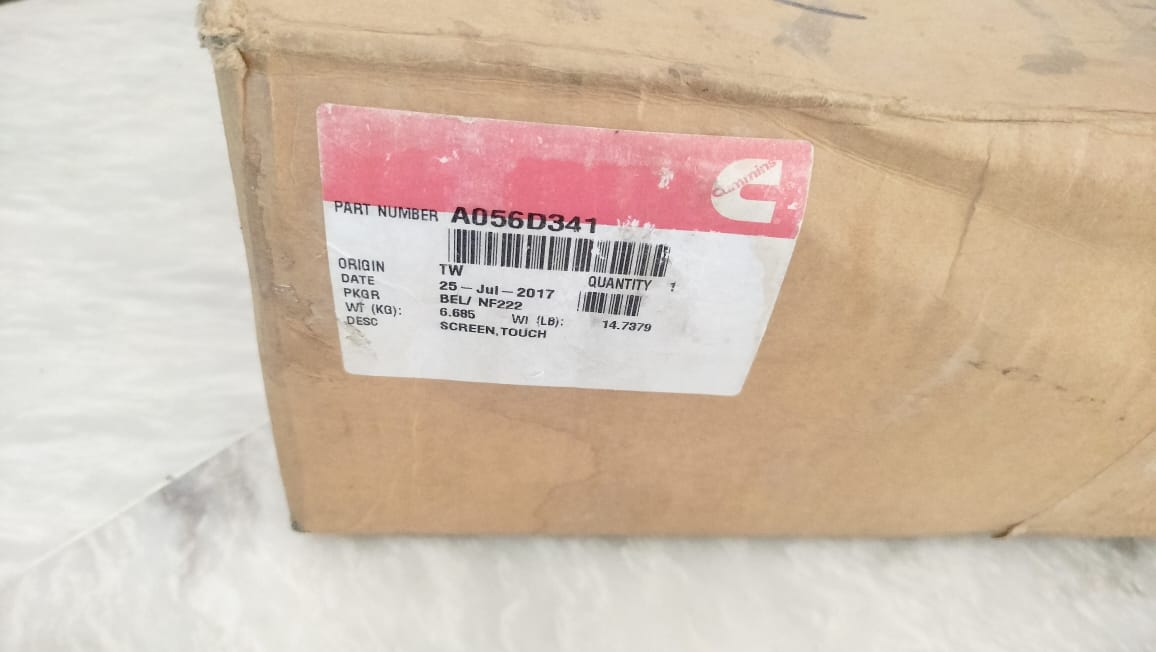 cummins
PART NUMBER A056D341
ORIGIN TW QUANTITY 1
DATE 25-Jul-2017
PKGR BEL/ NF222
WT (KG): 6.685 WT (LB): 14.7379
DESC SCREEN,TOUCH